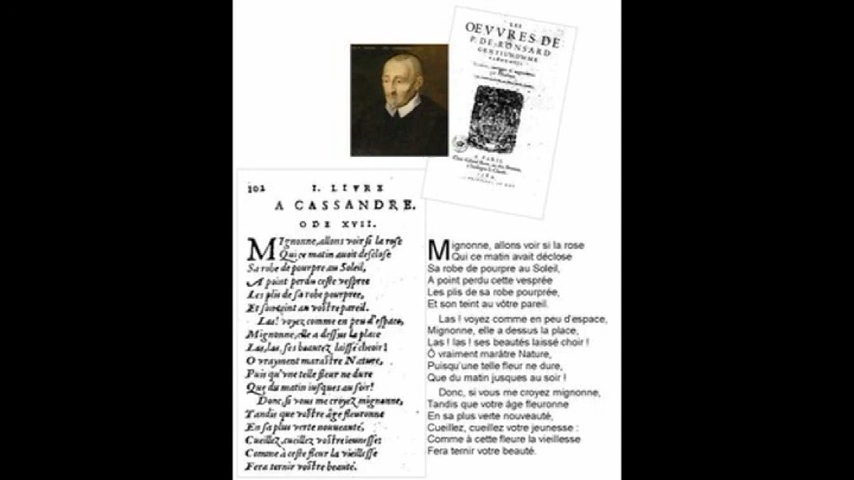 LES
OEVVRES DE
P. DE RONSARD
GENTILHOMME
A PARIS,
102 I. LIVRE
A CASSANDRE.
ODE XVII.
MIgnonne, allons voir si la rose
Qui ce matin auoit desclose
Sa robe de pourpre au Soleil,
A point perdu ceste vespree
Les plis de sa robe pourpree,
Et son teint au vostre pareil.
Las! voyez comme en peu d'espace,
Mignonne, elle a dessus la place
Las, las, ses beautez laissé cheoir!
O vrayment marastre Nature,
Puis qu'vne telle fleur ne dure
Que du matin iusques au soir!
Donc, si vous me croyez mignonne,
Tandis que vostre âge fleuronne
En sa plus verte nouueauté,
Cueillez, cueillez vostre ieunesse:
Comme à ceste fleur la vieillesse
Fera ternir vostre beauté.
Mignonne, allons voir si la rose
Qui ce matin avait déclose
Sa robe de pourpre au Soleil,
A point perdu cette vesprée
Les plis de sa robe pourprée,
Et son teint au vôtre pareil.
Las ! voyez comme en peu d'espace,
Mignonne, elle a dessus la place,
Las ! las ! ses beautés laissé choir !
Ô vraiment marâtre Nature,
Puisqu'une telle fleur ne dure,
Que du matin jusques au soir !
Donc, si vous me croyez mignonne,
Tandis que votre âge fleuronne
En sa plus verte nouveauté,
Cueillez, cueillez votre jeunesse :
Comme à cette fleure la vieillesse
Fera ternir votre beauté.